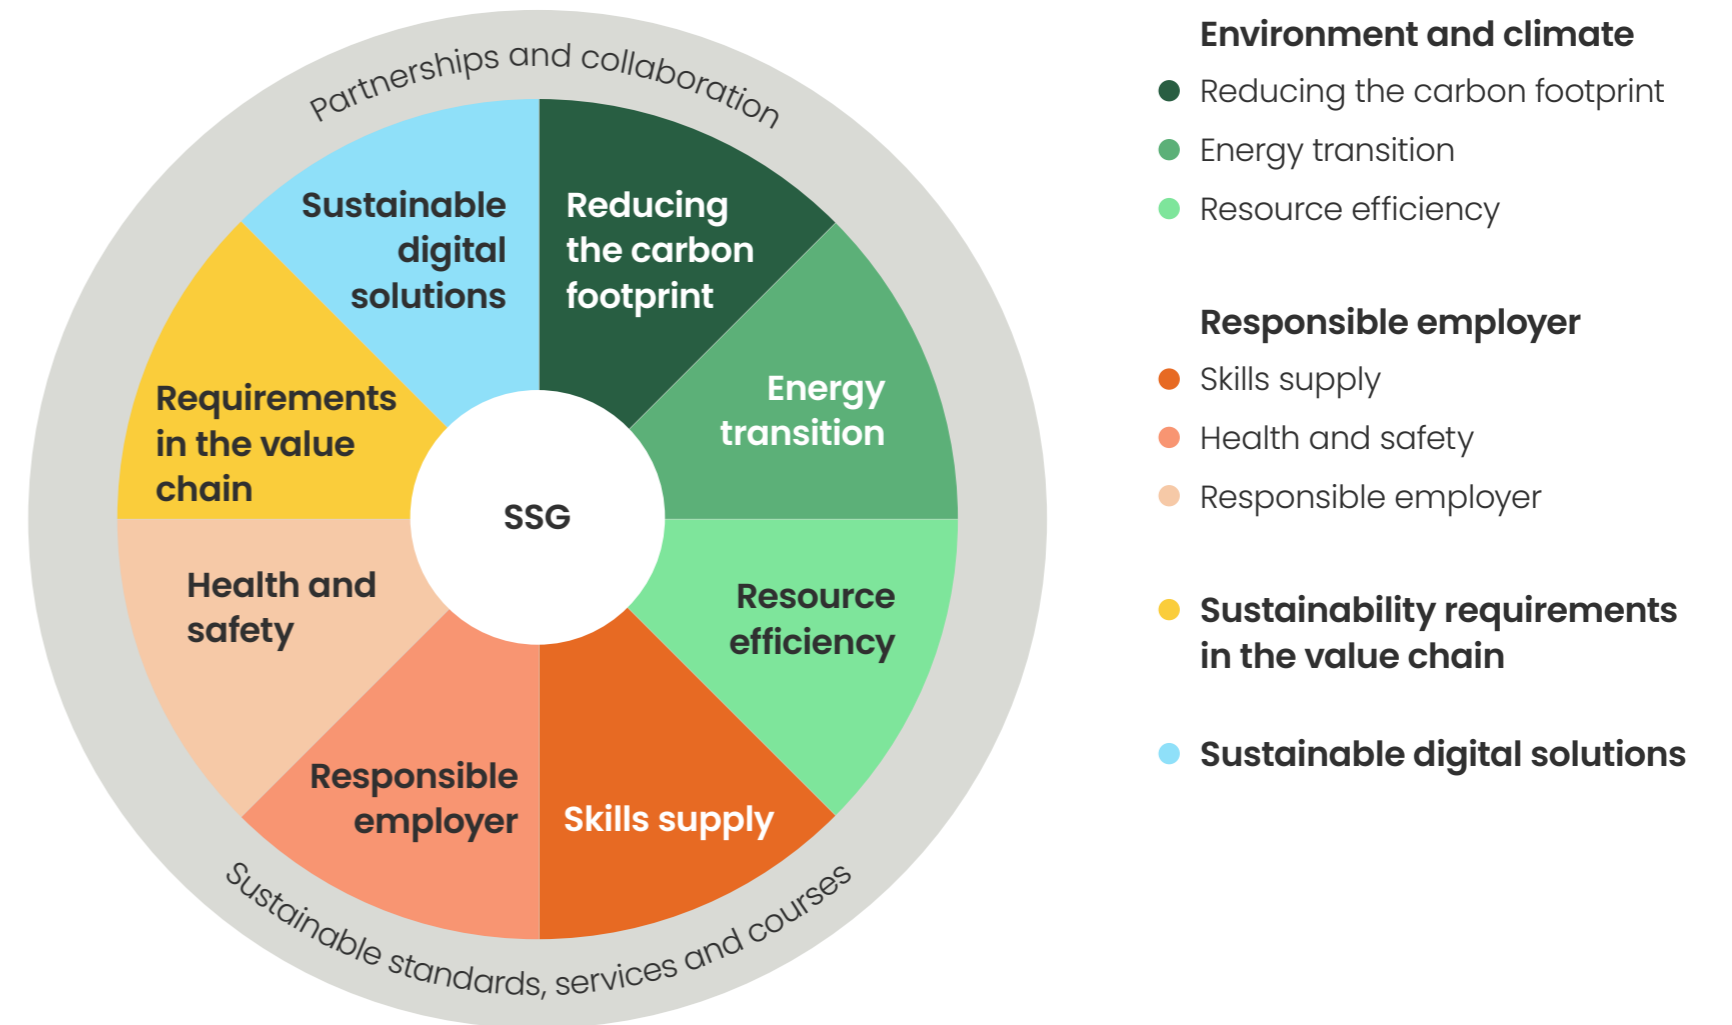 Partnerships and collaboration
Sustainable
digital
solutions
Reducing
the carbon
footprint
Energy
transition
Requirements
in the value
chain
SSG
Health and
safety
Resource
efficiency
Responsible
employer
Skills supply
Sustainable standards, services and courses
Environment and climate
Reducing the carbon footprint
Energy transition
Resource efficiency
Responsible employer
Skills supply
Health and safety
Responsible employer
Sustainability requirements
in the value chain
Sustainable digital solutions